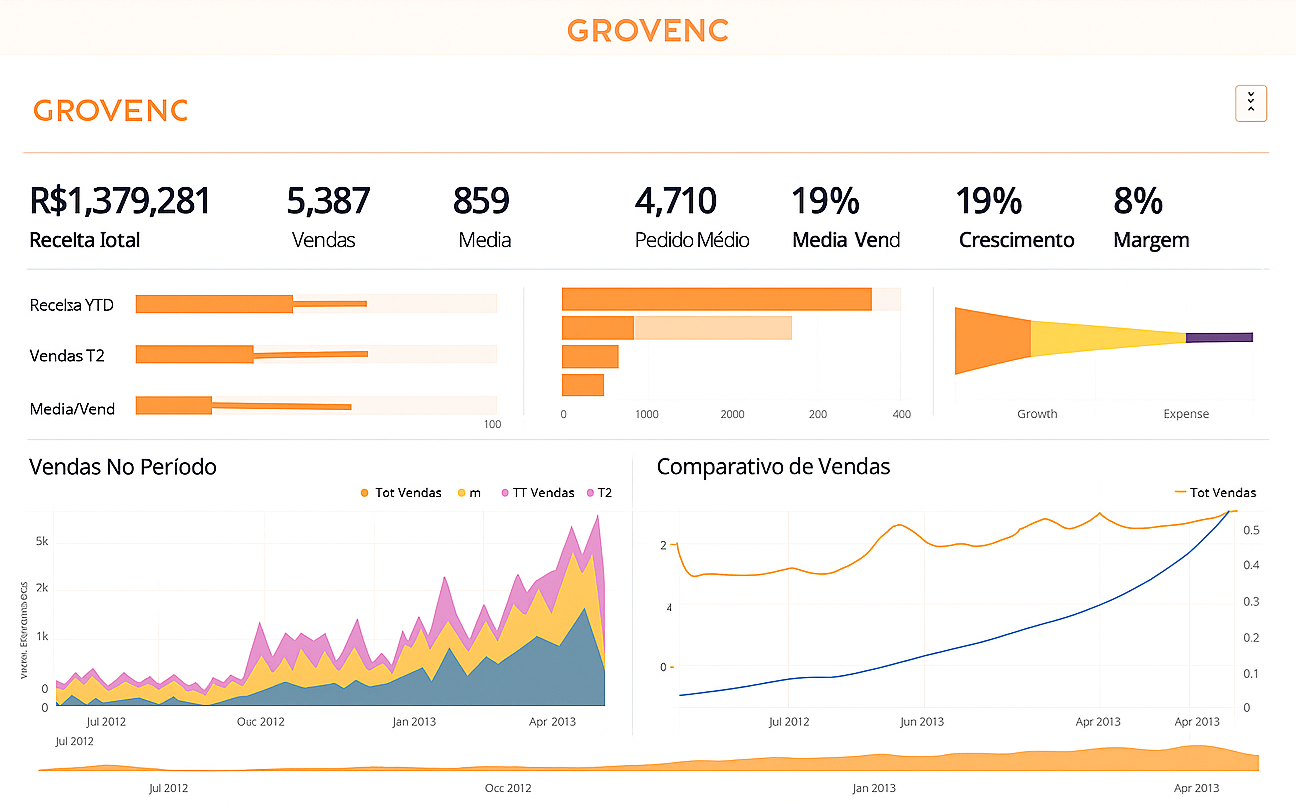 GROVENC
GROVENC
R$1,379,281 5,387 859 4,710 19% 19% 8%
Recelta Iotal Vendas Media Pedido Médio Media Vend Crescimento Margem
Recelsa YTD
Vendas T2
Media/Vend
100
0 1000 2000 200 400
Growth Expense
Vendas No Período
Tot Vendas m TT Vendas T2
5k
2k
1k
0
0
Jul 2012 Ouc 2012 Jan 2013 Apr 2013
Jul 2012
Comparativo de Vendas
Tot Vendas
2 0.5
0.4
4 0.3
0.2
0 0.1
0
Jul 2012 Jun 2013 Apr 2013 Apr 2013
Jul 2012 Occ 2012 Jan 2013 Apr 2013